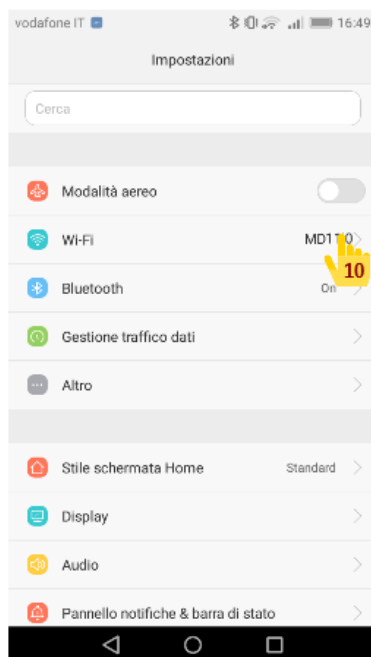 vodafone IT 16:49
Impostazioni
Cerca
Modalità aereo
Wi-Fi
10
Bluetooth On
Gestione traffico dati
Altro
Stile schermata Home Standard
Display
Audio
Pannello notifiche & barra di stato